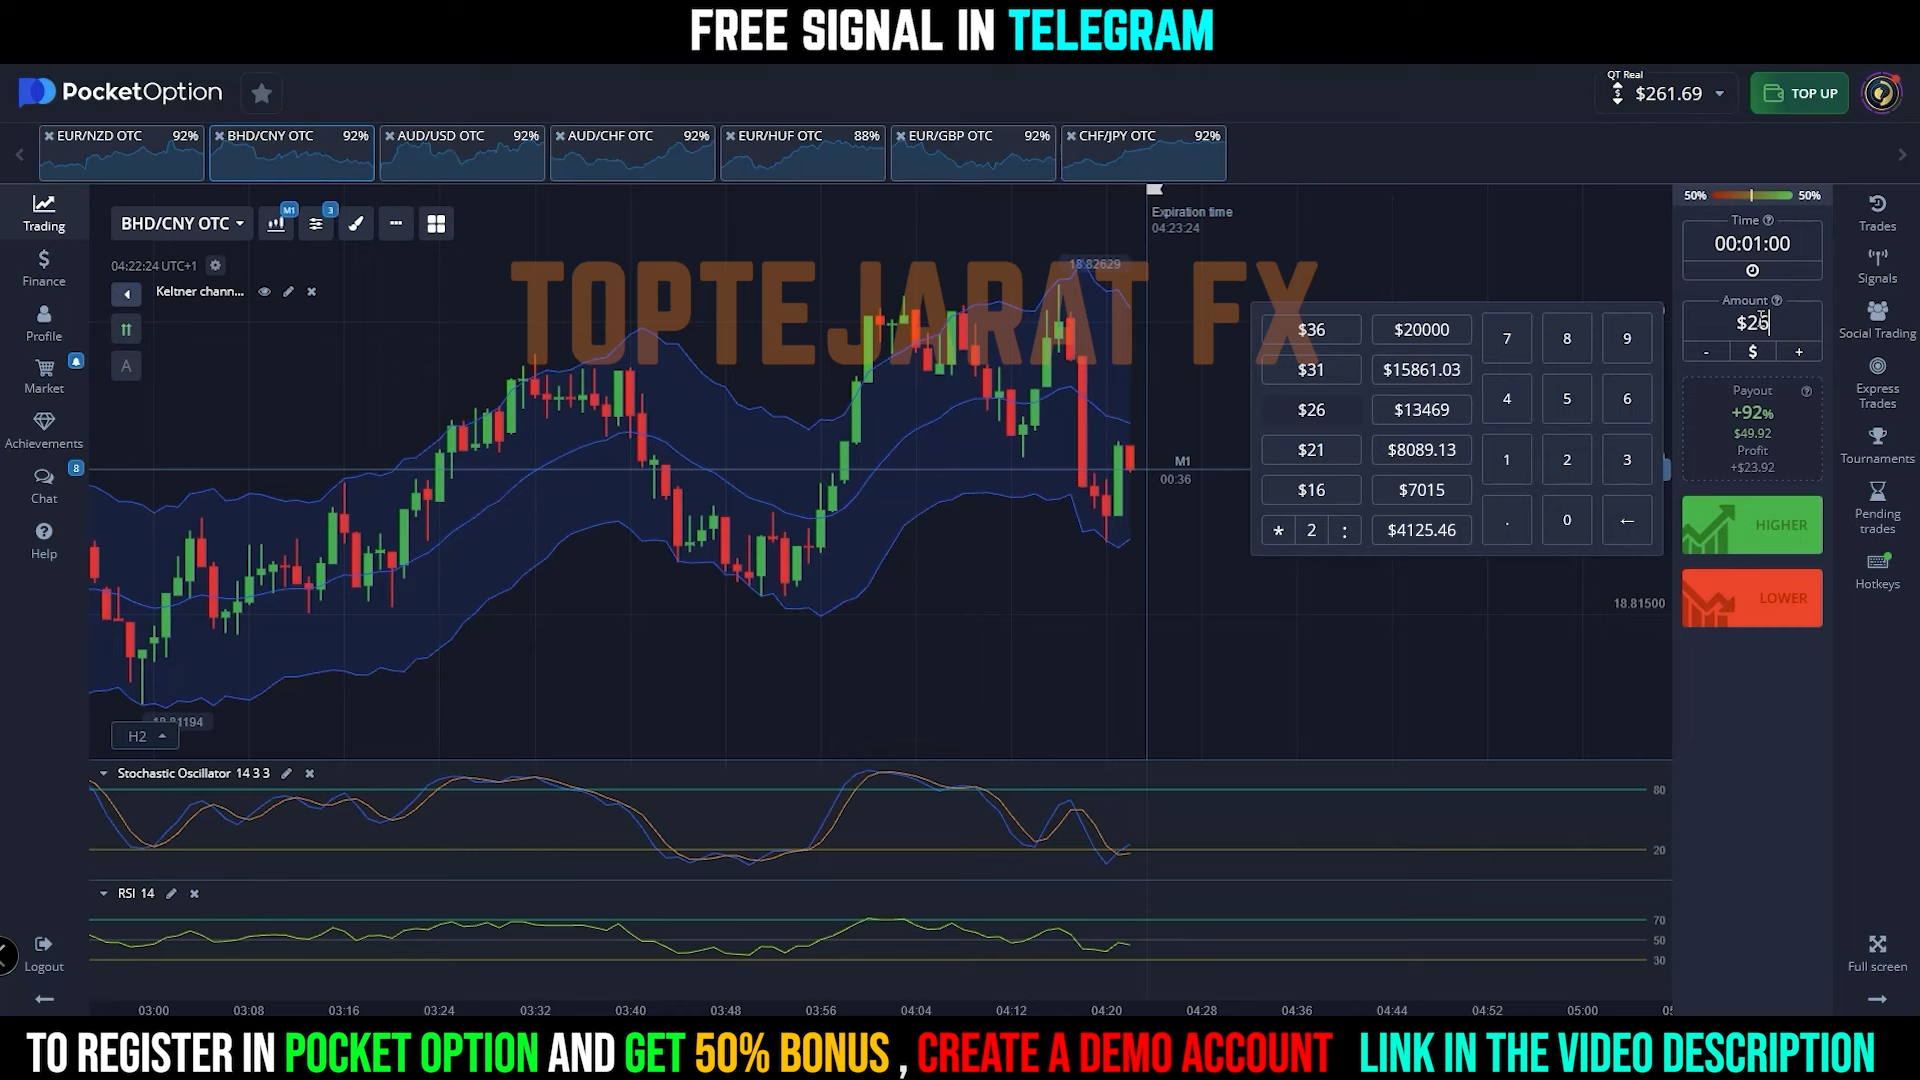 FREE SIGNAL IN TELEGRAM
PocketOption
QT Real
$261.69
TOP UP
EUR/NZD OTC 92%
BHD/CNY OTC 92%
AUD/USD OTC 92%
AUD/CHF OTC 92%
EUR/HUF OTC 88%
EUR/GBP OTC 92%
CHF/JPY OTC 92%
Trading
Finance
Profile
Market
Achievements
8
Chat
Help
Logout
BHD/CNY OTC
M1
3
04:22:24 UTC+1
Keltner chann...
A
Expiration time
04:23:24
18.82629
TOPTEJARAT FX
M1
00:36
$36 $20000 7 8 9
$31 $15861.03
$26 $13469 4 5 6
$21 $8089.13
$16 $7015 1 2 3
* 2 : $4125.46 . 0 ←
18.81500
18.81194
H2
Stochastic Oscillator 14 3 3
80
20
RSI 14
70
50
30
03:00 03:08 03:16 03:24 03:32 03:40 03:48 03:56 04:04 04:12 04:20 04:28 04:36 04:44 04:52 05:00
50% 50%
Time
00:01:00
Amount
- $ +
Payout
+92%
$49.92
Profit
+$23.92
HIGHER
LOWER
Trades
Signals
Social Trading
Express
Trades
Tournaments
Pending
trades
Hotkeys
Full screen
TO REGISTER IN POCKET OPTION AND GET 50% BONUS , CREATE A DEMO ACCOUNT LINK IN THE VIDEO DESCRIPTION